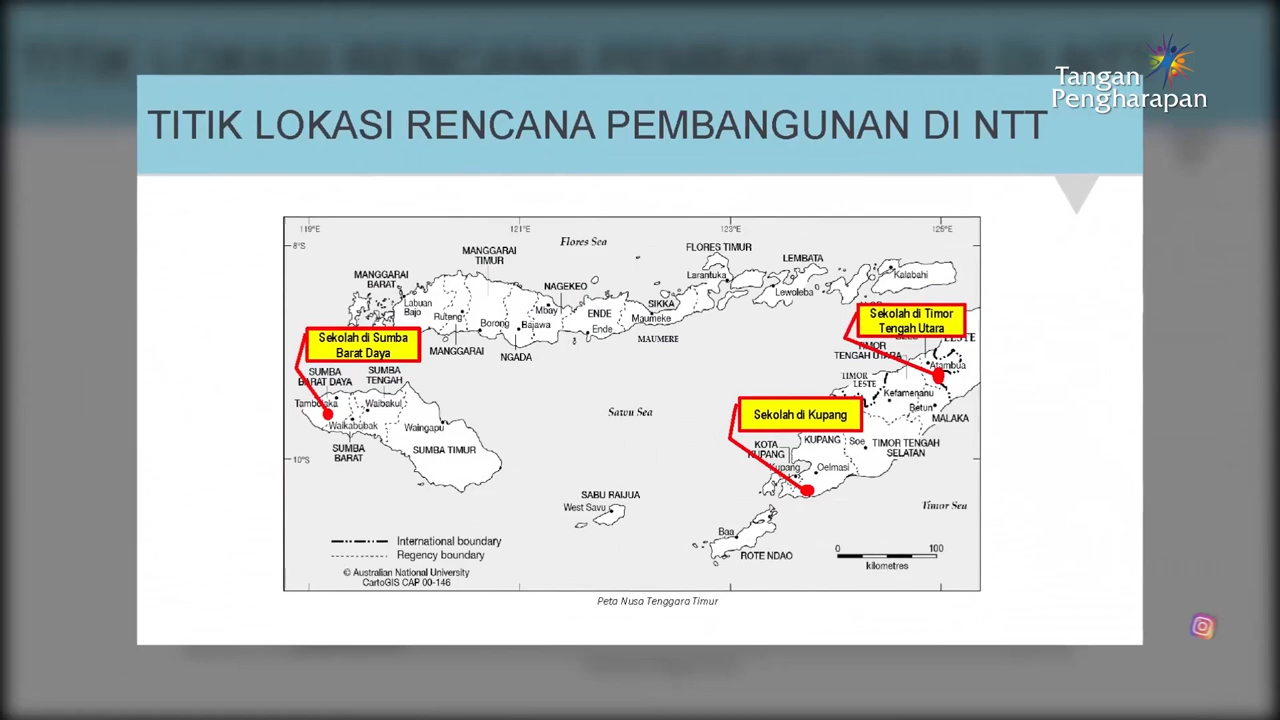 Tangan
Pengharapan
TITIK LOKASI RENCANA PEMBANGUNAN DI NTT
119°E
121°E
123°E
125°E
8°S
10°S
Flores Sea
MANGGARAI
TIMUR
MANGGARAI
BARAT
FLORES TIMUR
LEMBATA
Larantuka
Kalabahi
NAGEKEO
Lewoleba
Labuan
Bajo
Ruteng
Borong
Mbay
Bajawa
ENDE
Ende
SIKKA
Maumeke
MAUMERE
MANGGARAI
NGADA
Sekolah di Sumba
Barat Daya
Sekolah di Timor
Tengah Utara
LESTE
TENGAH UTARA
Atambua
SUMBA
BARAT DAYA
SUMBA
TENGAH
Waibakul
Waikabubak
Waingapu
SUMBA
BARAT
SUMBA TIMUR
Sawu Sea
TIMOR
LESTE
Kefamenanu
Betun
MALAKA
Sekolah di Kupang
KOTA
KUPANG
KUPANG
Soe
TIMOR TENGAH
SELATAN
Kupang
Oelmasi
SABU RAIJUA
West Savu
Timor Sea
Baa
ROTE NDAO
International boundary
Regency boundary
© Australian National University
CartoGIS CAP 00-146
0
100
kilometres
Peta Nusa Tenggara Timur